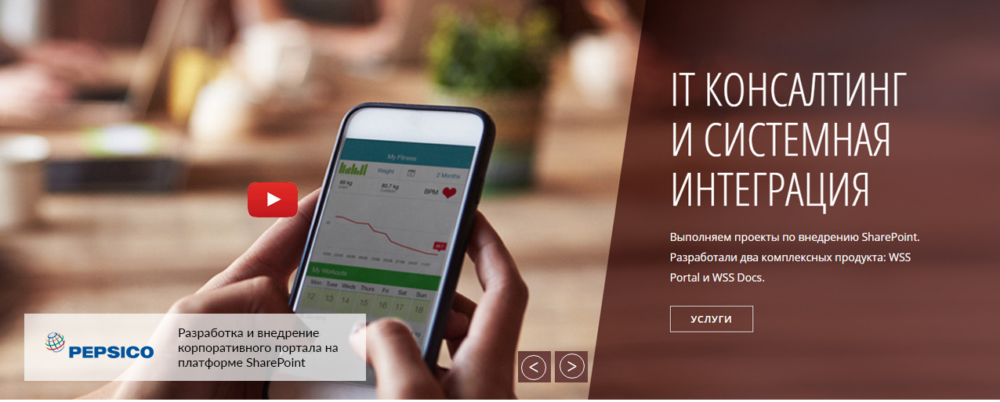 IT КОНСАЛТИНГ
И СИСТЕМНАЯ
ИНТЕГРАЦИЯ
Выполняем проекты по внедрению SharePoint.
Разработали два комплексных продукта: WSS
Portal и WSS Docs.
УСЛУГИ
PEPSICO
Разработка и внедрение
корпоративного портала на
платформе SharePoint
My Fitness
Weight 2 Months
89 kg 80.7 kg BPM
My Workouts
Mon Tues Weds Thurs Fri Sat Sun
12 13 14 15 16 17 18